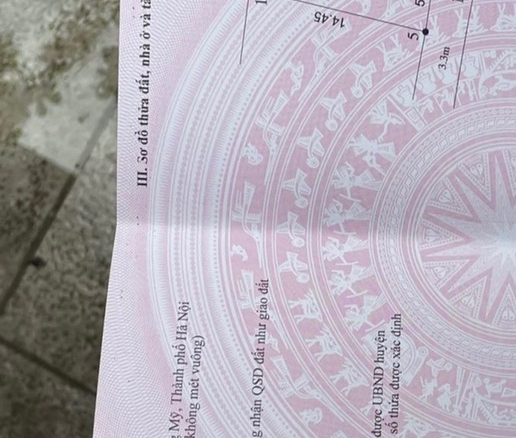 Mỹ, Thành phố Hà Nội
không mét vuông)
nhận QSD đất như giao đất
được UBND huyện
số thửa được xác định
III. Sơ đồ thửa đất, nhà ở và
14.45
5
5
3.3m